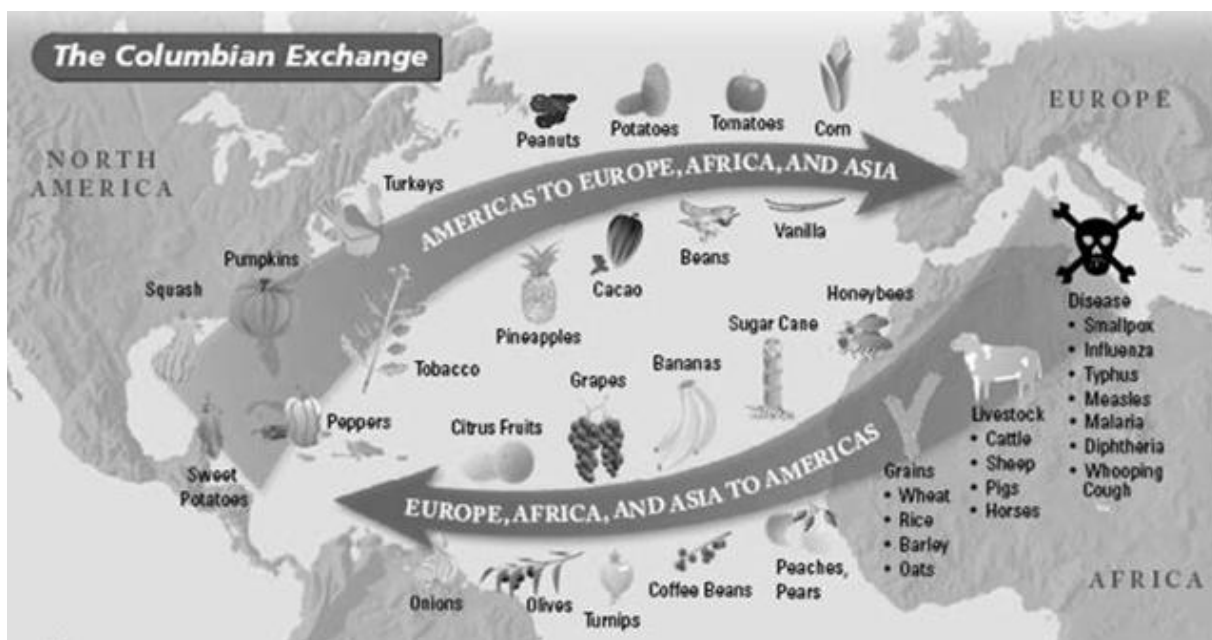 The Columbian Exchange
NORTH
AMERICA
EUROPE
AFRICA
Peanuts
Potatoes
Tomatoes
Corn
Turkeys
AMERICAS TO EUROPE, AFRICA, AND ASIA
Pumpkins
Squash
Cacao
Beans
Vanilla
Pineapples
Tobacco
Peppers
Sweet
Potatoes
Honeybees
Sugar Cane
Bananas
Grapes
Citrus Fruits
EUROPE, AFRICA, AND ASIA TO AMERICAS
Onions
Olives
Turnips
Coffee Beans
Peaches,
Pears
Grains
• Wheat
• Rice
• Barley
• Oats
Livestock
• Cattle
• Sheep
• Pigs
• Horses
Disease
• Smallpox
• Influenza
• Typhus
• Measles
• Malaria
• Diphtheria
• Whooping
Cough